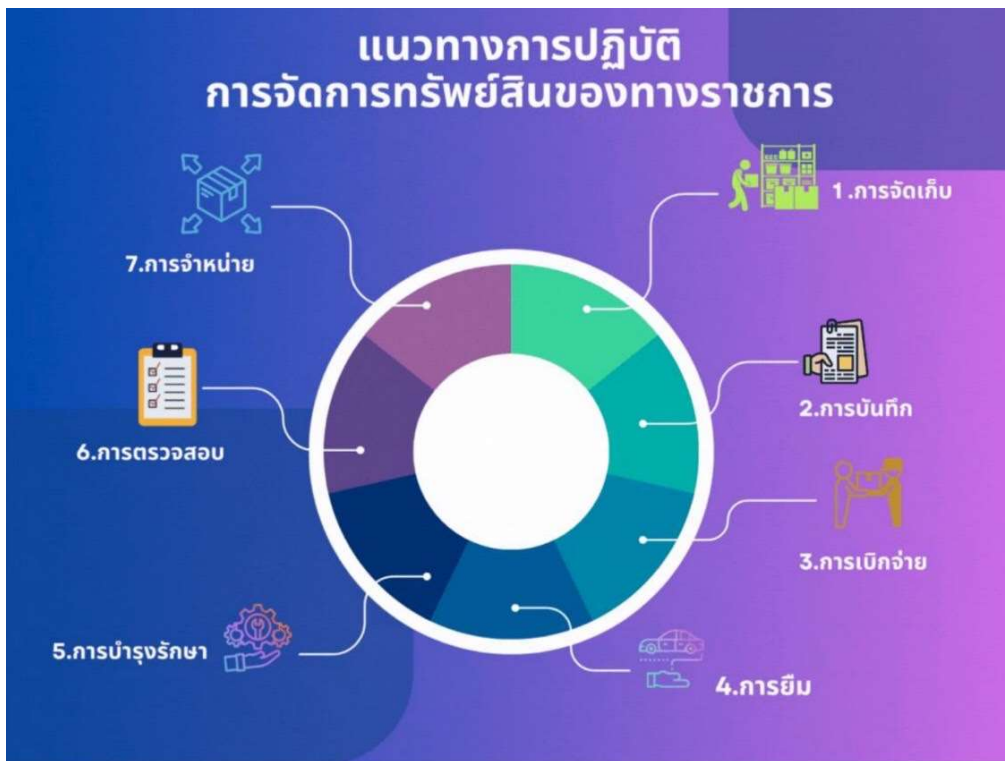 แนวทางการปฏิบัติ
การจัดการทรัพย์สินของทางราชการ
1.การจัดเก็บ
2.การบันทึก
3.การเบิกจ่าย
4.การยืม
5.การบำรุงรักษา
6.การตรวจสอบ
7.การจำหน่าย